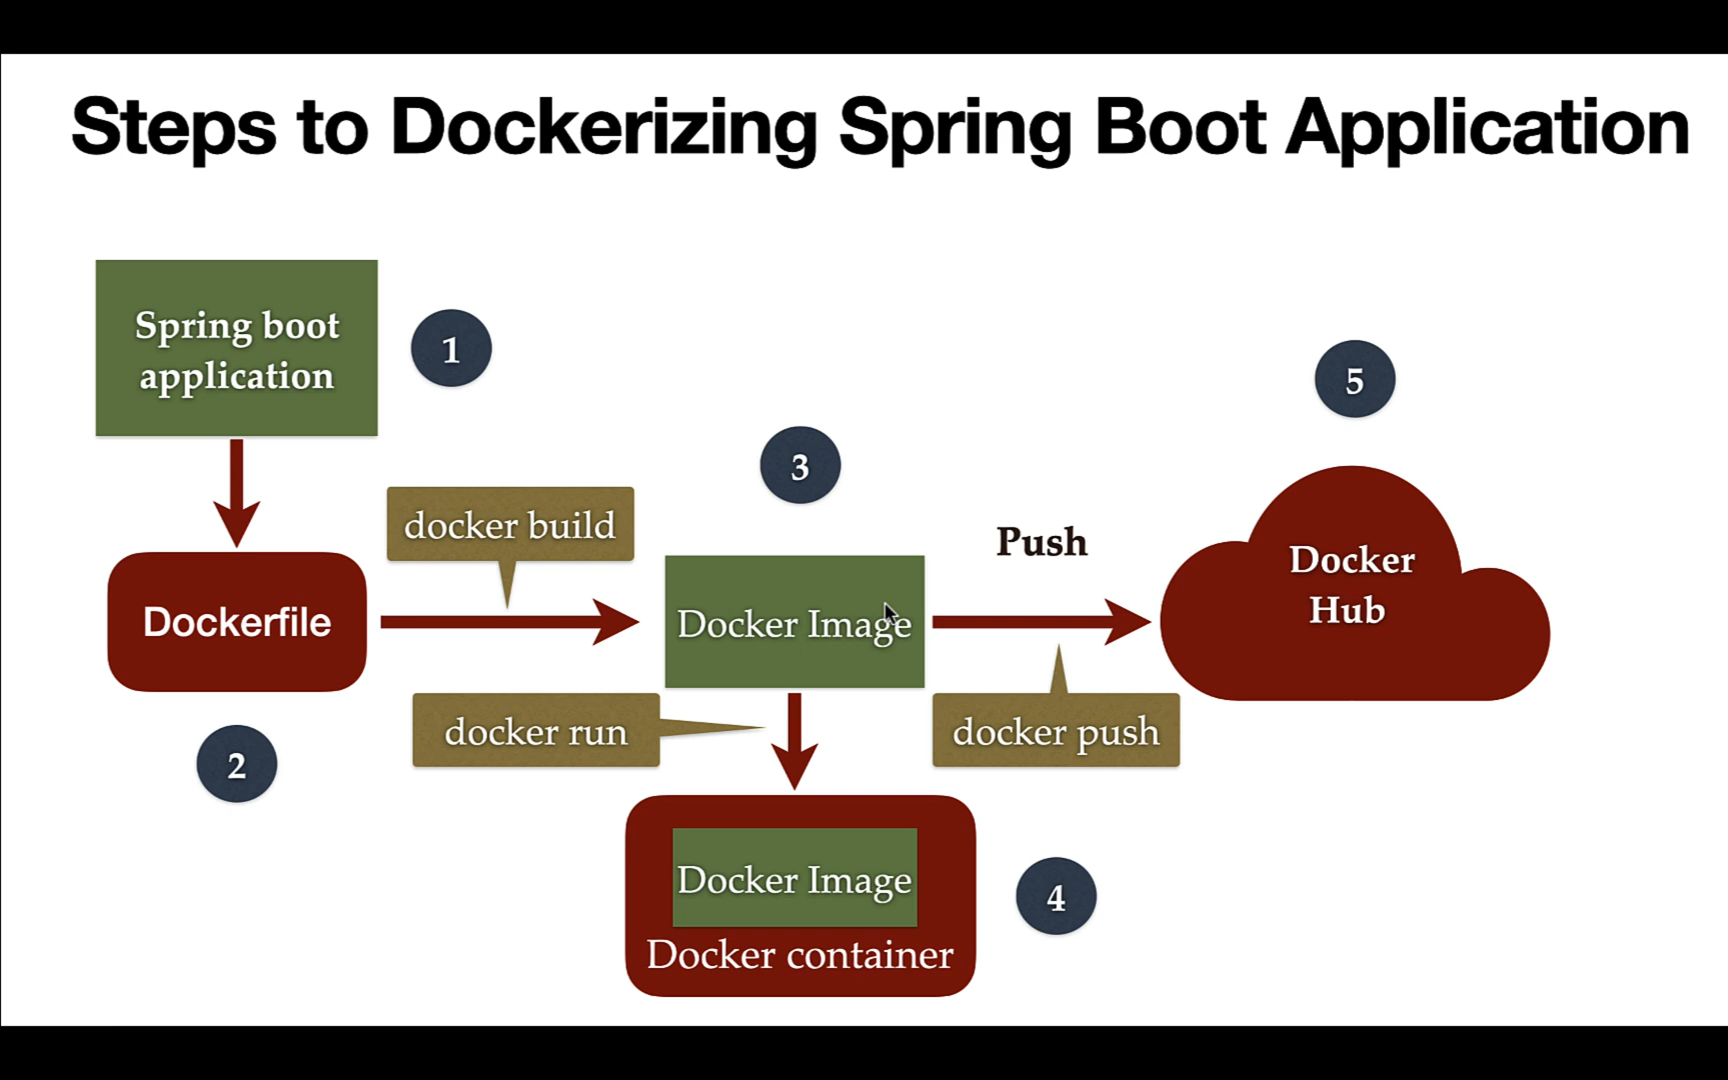 Steps to Dockerizing Spring Boot Application
Spring boot
application
1
5
3
docker build
Push
Docker
Hub
Dockerfile
Docker Image
docker run
docker push
2
Docker Image
4
Docker container